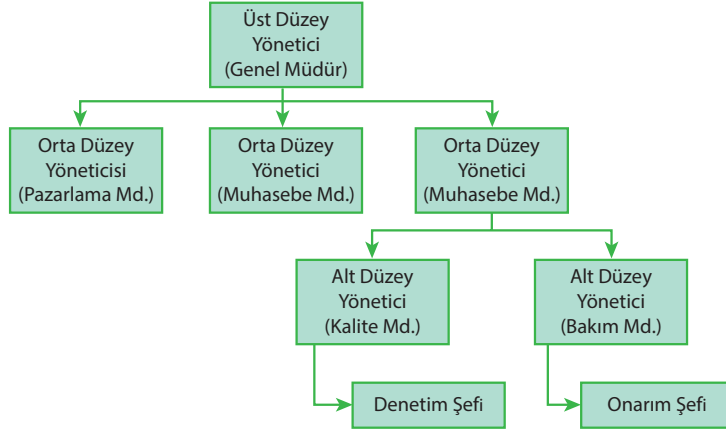 Üst Düzey
Yönetici
(Genel Müdür)
Orta Düzey
Yöneticisi
(Pazarlama Md.)
Orta Düzey
Yönetici
(Muhasebe Md.)
Orta Düzey
Yönetici
(Muhasebe Md.)
Alt Düzey
Yönetici
(Kalite Md.)
Alt Düzey
Yönetici
(Bakım Md.)
Denetim Şefi
Onarım Şefi